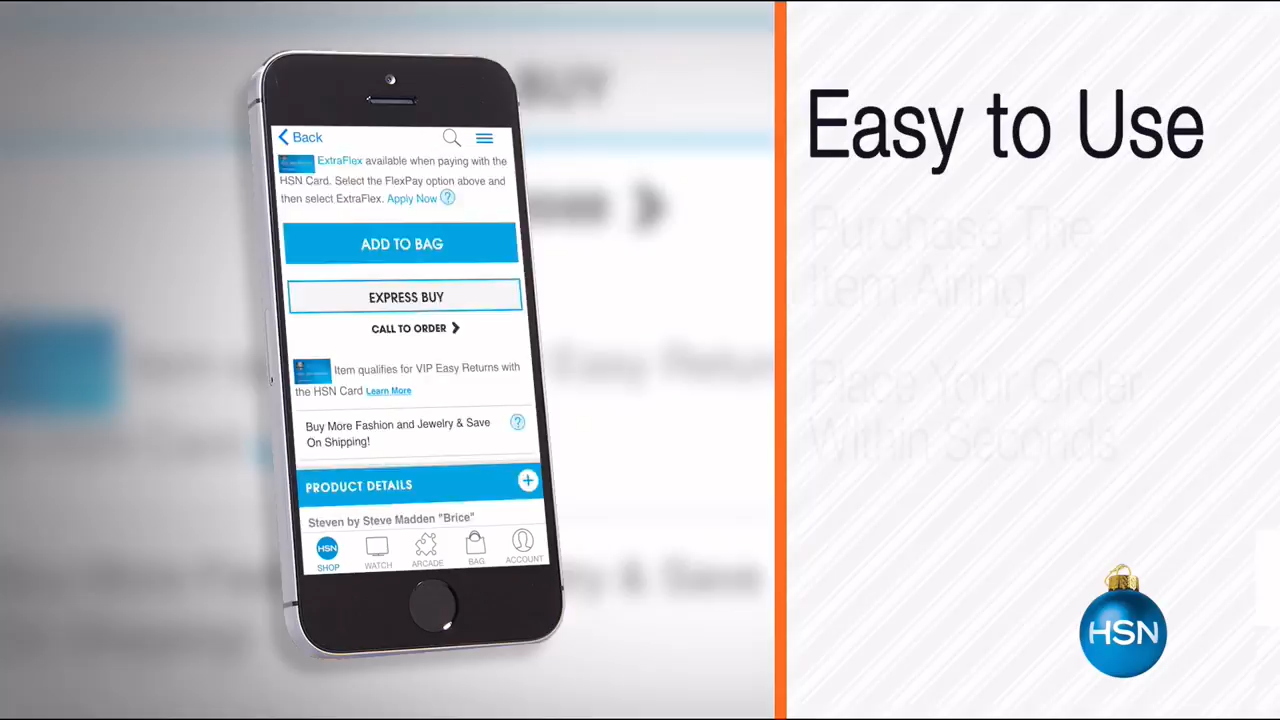 Back
ExtraFlex available when paying with the
HSN Card. Select the FlexPay option above and
then select ExtraFlex. Apply Now ?
ADD TO BAG
EXPRESS BUY
CALL TO ORDER
Item qualifies for VIP Easy Returns with
the HSN Card Learn More
Buy More Fashion and Jewelry & Save ?
On Shipping!
PRODUCT DETAILS +
Steven by Steve Madden "Brice"
HSN
SHOP WATCH ARCADE BAG ACCOUNT
Easy to Use
Purchase The
Item Airing
Place Your Order
Within Seconds
HSN